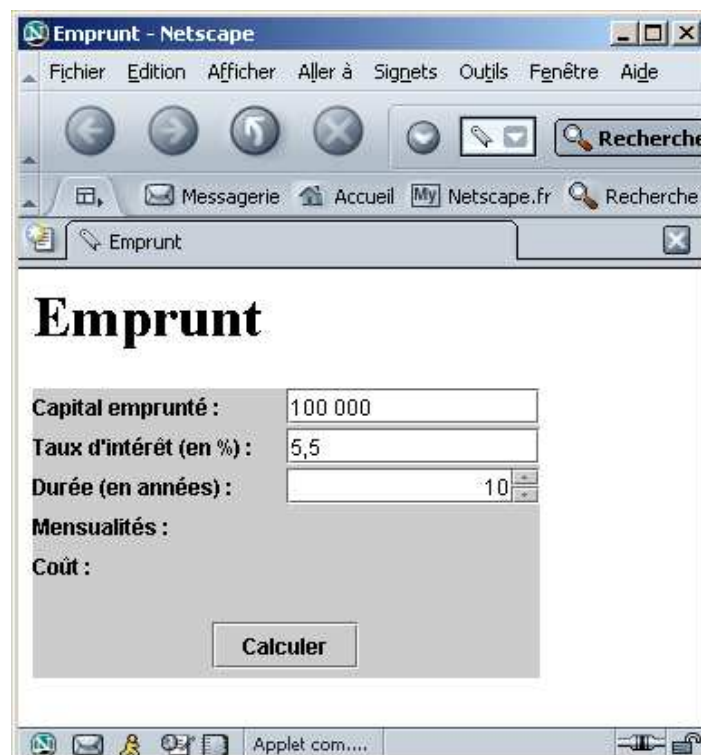 Emprunt - Netscape
Fichier Edition Afficher Aller à Signets Outils Fenêtre Aide
Recherche
Messagerie Accueil My Netscape.fr Recherche
Emprunt
Emprunt
Capital emprunté : 100 000
Taux d'intérêt (en %) : 5,5
Durée (en années) : 10
Mensualités :
Coût :
Calculer
Applet com....